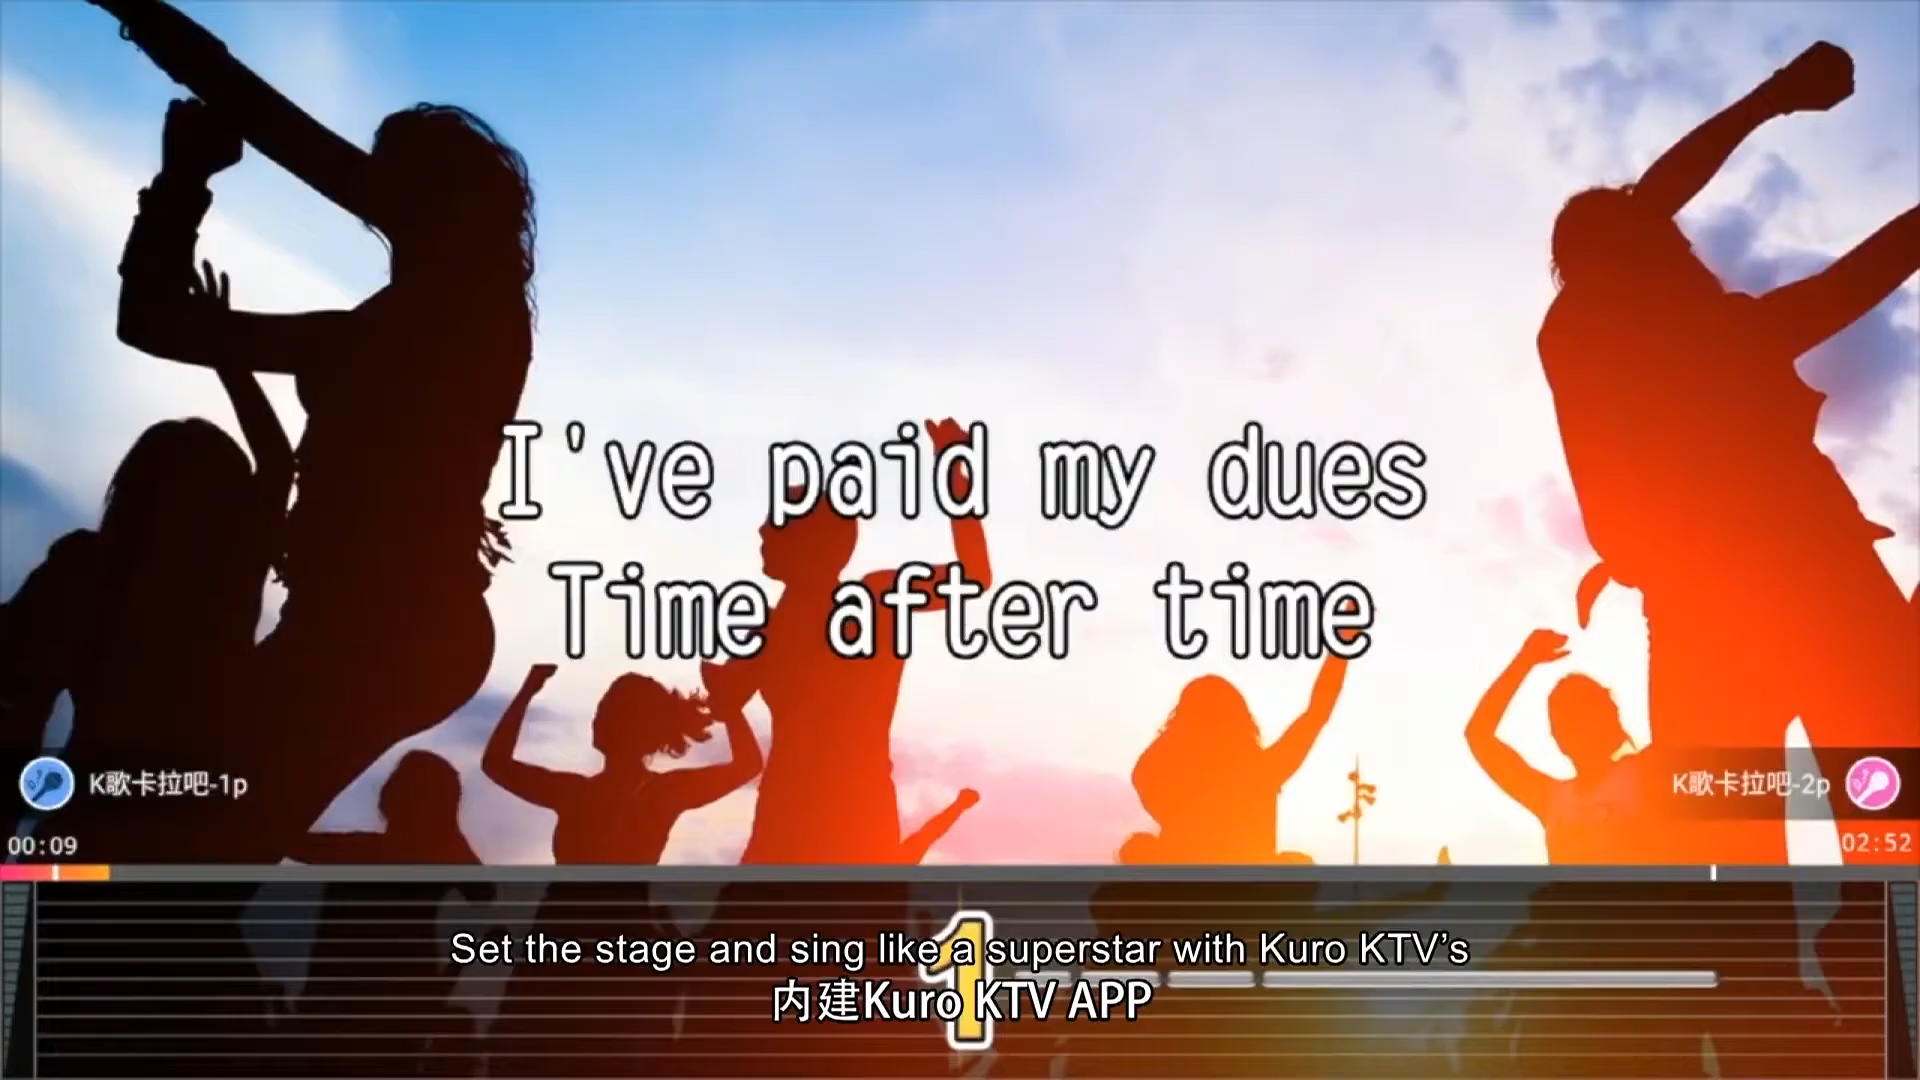 I've paid my dues
Time after time
K歌卡拉吧-1p
K歌卡拉吧-2p
00:09
02:52
1
Set the stage and sing like a superstar with Kuro KTV’s
内建Kuro KTV APP